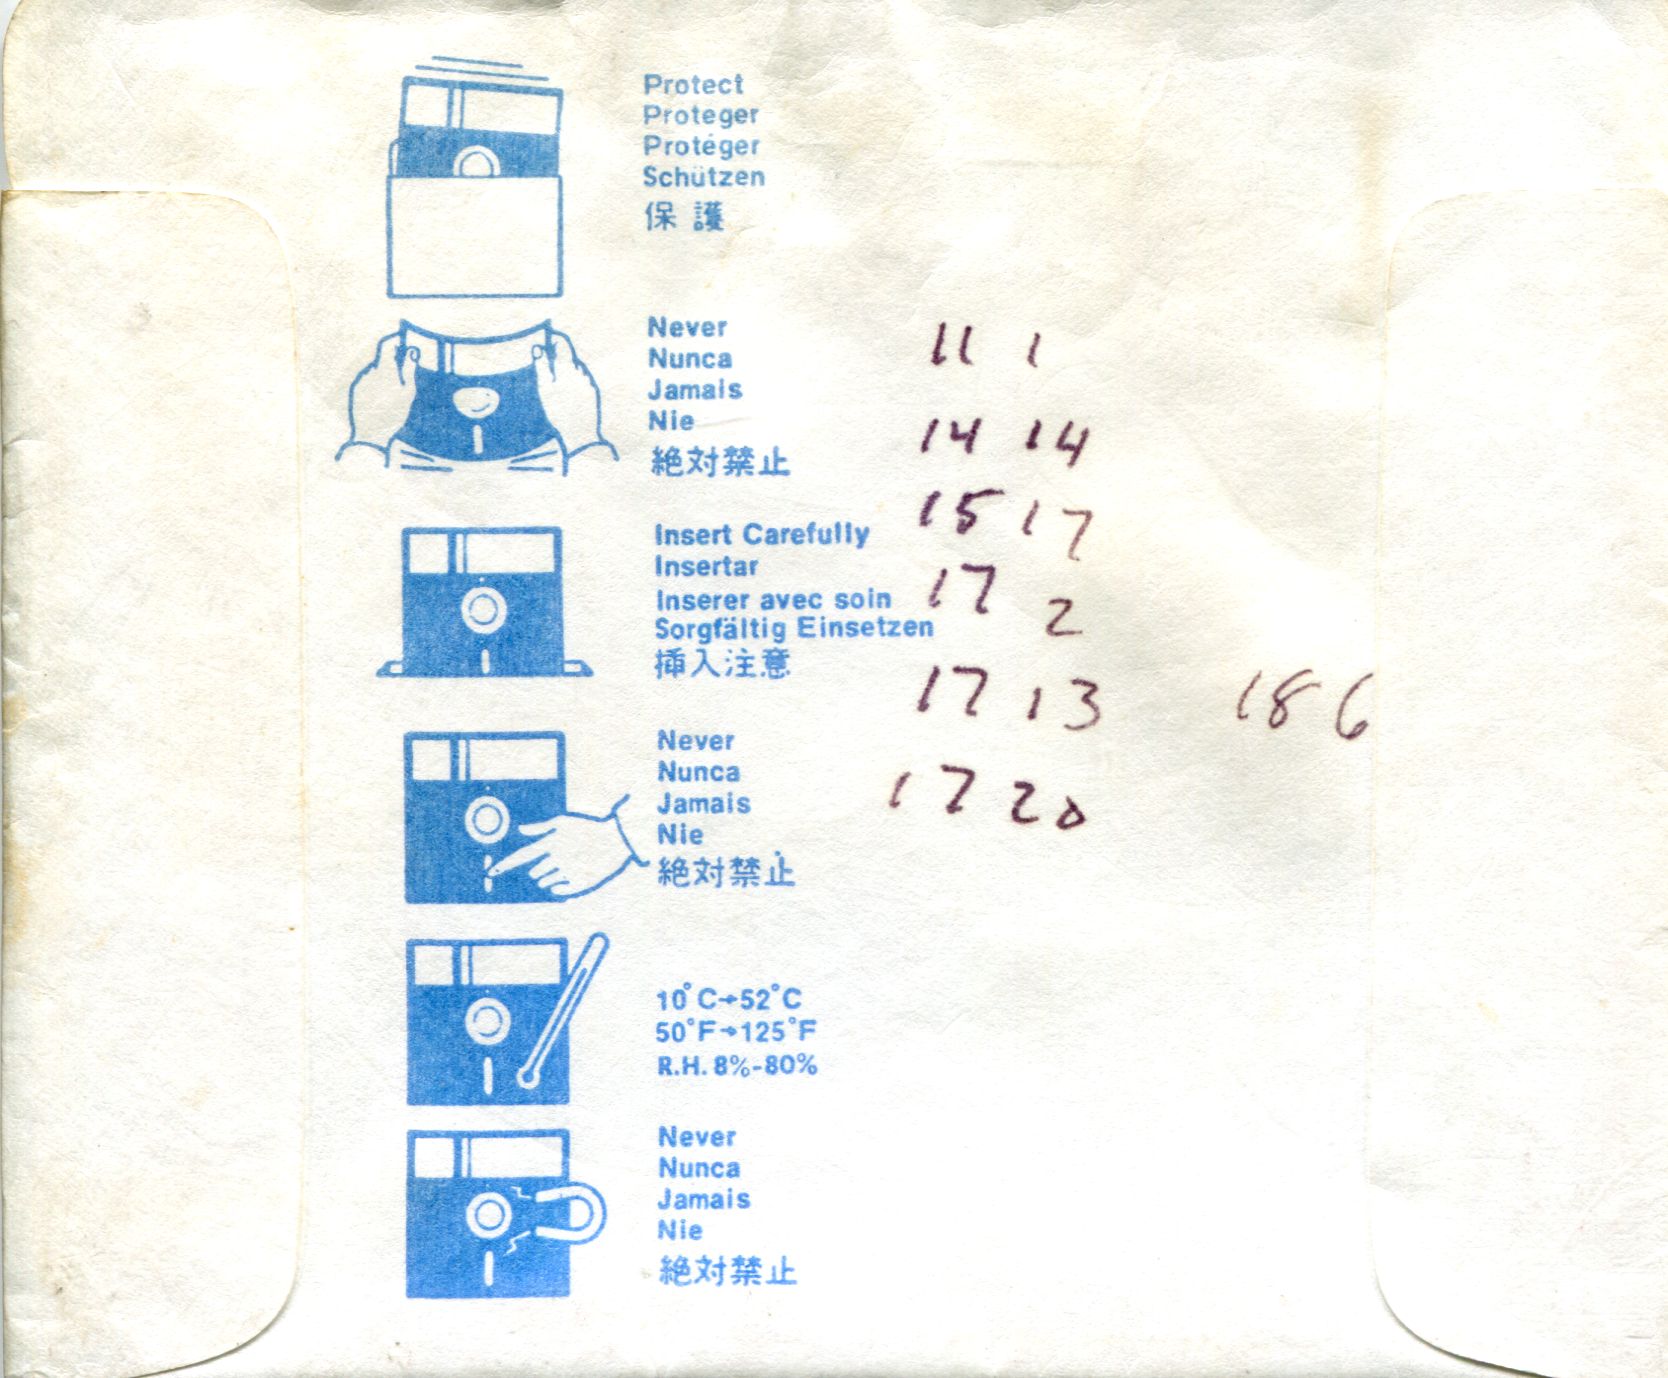 Protect
Proteger
Protéger
Schützen
保護
Never
Nunca
Jamais
Nie
絶対禁止
11 1
14 14
15 17
17 2
17 13 18 6
17 20
Insert Carefully
Insertar
Inserer avec soin
Sorgfältig Einsetzen
挿入注意
Never
Nunca
Jamais
Nie
絶対禁止
10°C→52°C
50°F→125°F
R.H. 8%-80%
Never
Nunca
Jamais
Nie
絶対禁止